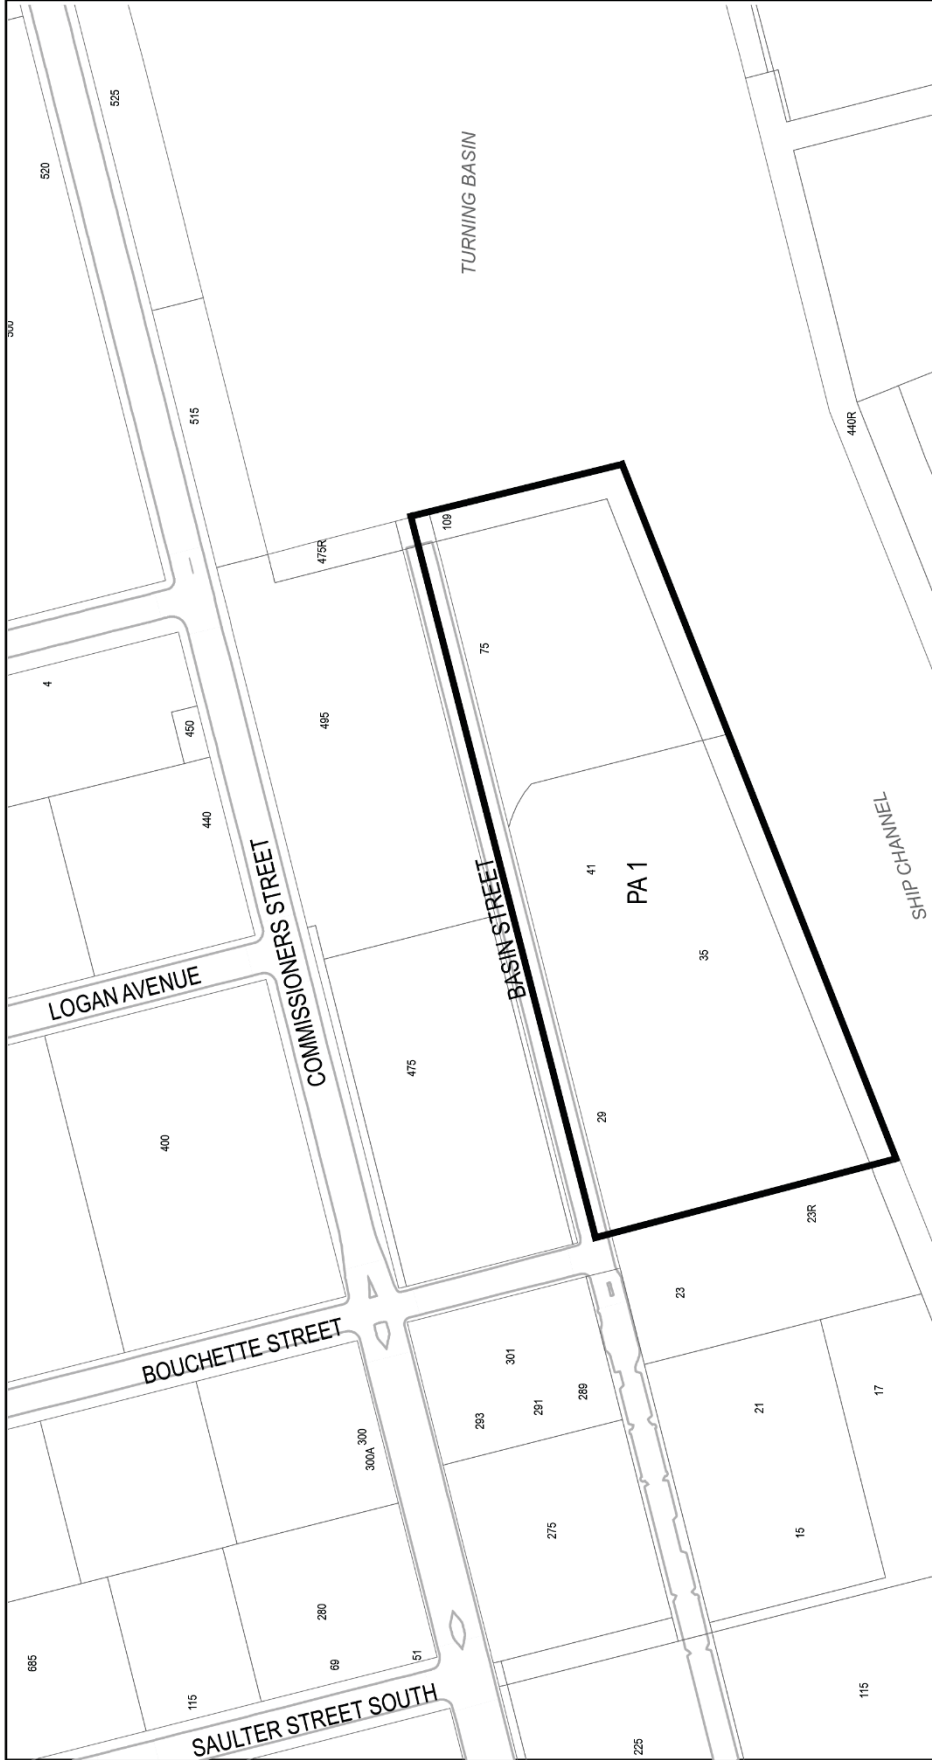 525
520
TURNING BASIN
500
515
440R
109
475R
75
4
495
450
440
COMMISSIONERS STREET
41
PA 1
SHIP CHANNEL
BASIN STREET
35
LOGAN AVENUE
475
400
29
23R
23
BOUCHETTE STREET
301
289
291
293
17
21
300
300A
275
15
280
69
51
685
115
SAULTER STREET SOUTH
115
225